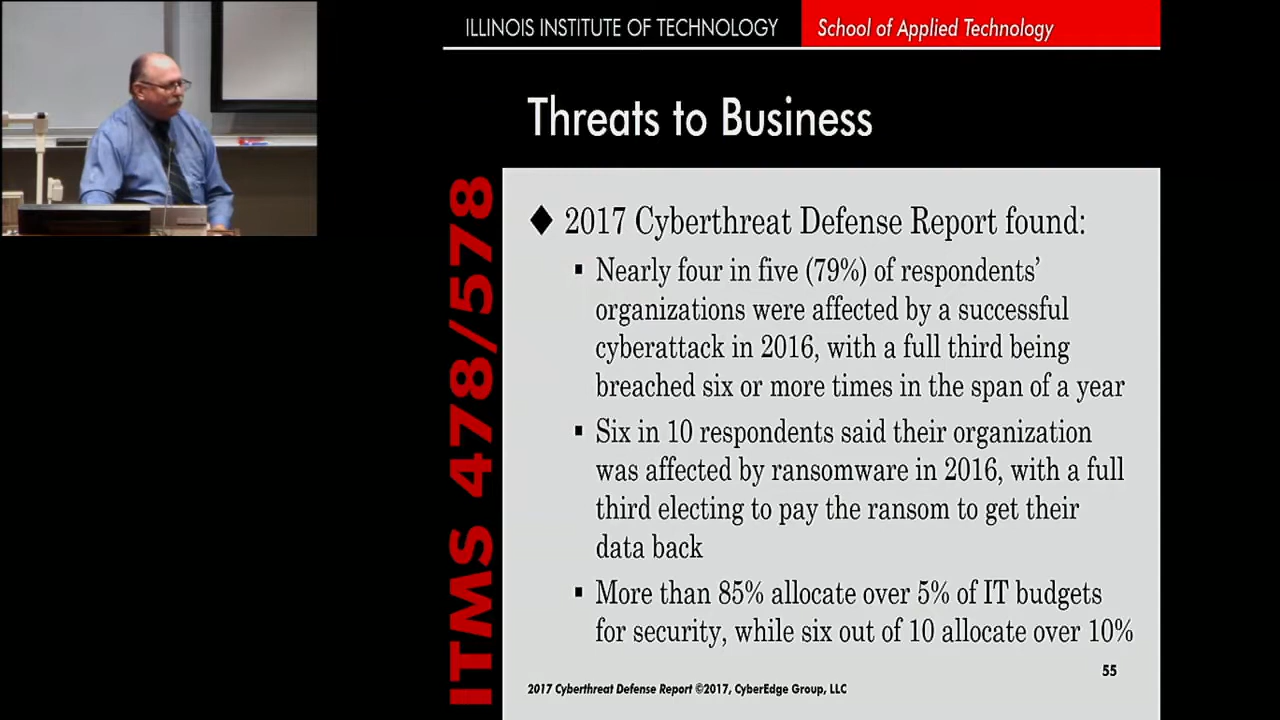 ILLINOIS INSTITUTE OF TECHNOLOGY School of Applied Technology
Threats to Business
ITMS 478/578
♦ 2017 Cyberthreat Defense Report found:
▪ Nearly four in five (79%) of respondents’
organizations were affected by a successful
cyberattack in 2016, with a full third being
breached six or more times in the span of a year
▪ Six in 10 respondents said their organization
was affected by ransomware in 2016, with a full
third electing to pay the ransom to get their
data back
▪ More than 85% allocate over 5% of IT budgets
for security, while six out of 10 allocate over 10%
55
2017 Cyberthreat Defense Report ©2017, CyberEdge Group, LLC